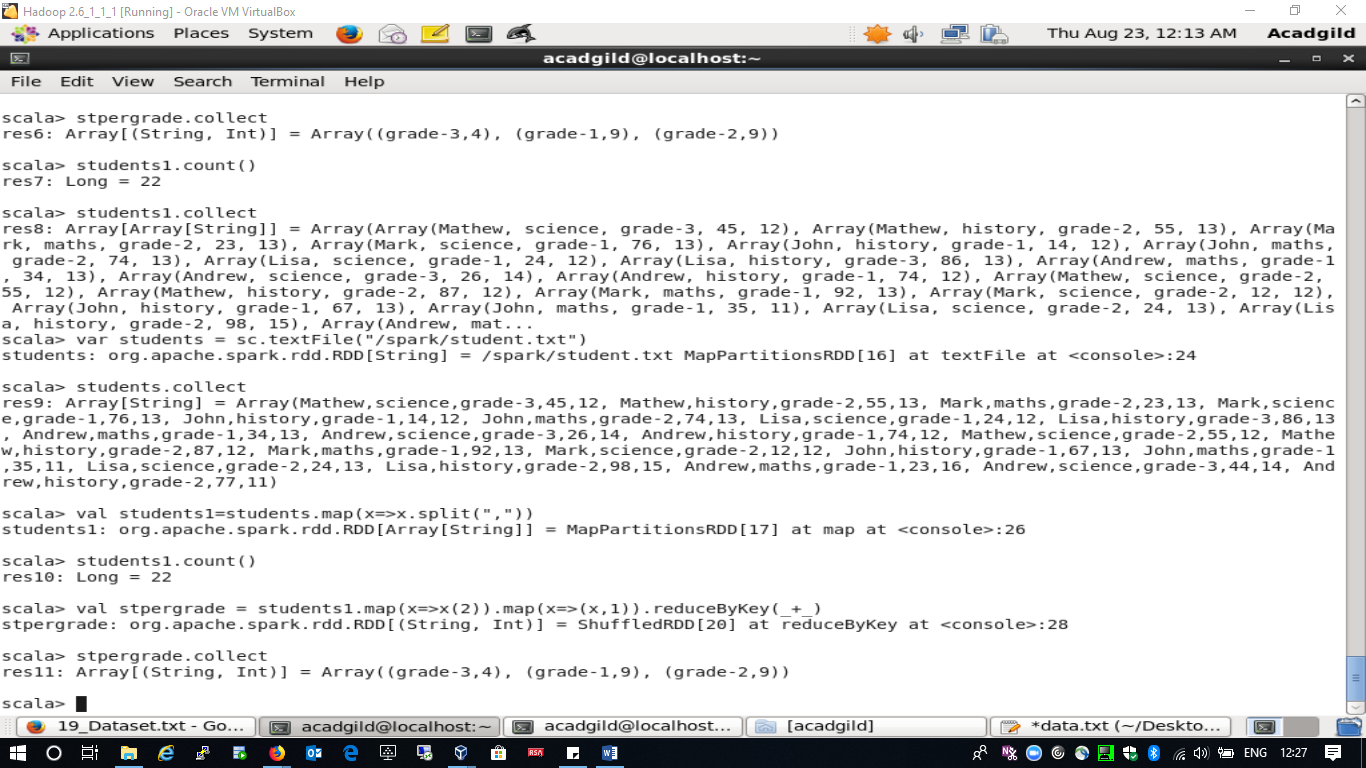 Hadoop 2.6_1_1_1 [Running] - Oracle VM VirtualBox
Applications Places System Thu Aug 23, 12:13 AM Acadgild
acadgild@localhost:~
File Edit View Search Terminal Help
scala> stpergrade.collect
res6: Array[(String, Int)] = Array((grade-3,4), (grade-1,9), (grade-2,9))
scala> students1.count()
res7: Long = 22
scala> students1.collect
res8: Array[Array[String]] = Array(Array(Mathew, science, grade-3, 45, 12), Array(Mathew, history, grade-2, 55, 13), Array(Ma
rk, maths, grade-2, 23, 13), Array(Mark, science, grade-1, 76, 13), Array(John, history, grade-1, 14, 12), Array(John, maths,
 grade-2, 74, 13), Array(Lisa, science, grade-1, 24, 12), Array(Lisa, history, grade-3, 86, 13), Array(Andrew, maths, grade-1
, 34, 13), Array(Andrew, science, grade-3, 26, 14), Array(Andrew, history, grade-1, 74, 12), Array(Mathew, science, grade-2,
55, 12), Array(Mathew, history, grade-2, 87, 12), Array(Mark, maths, grade-1, 92, 13), Array(Mark, science, grade-2, 12, 12),
 Array(John, history, grade-1, 67, 13), Array(John, maths, grade-1, 35, 11), Array(Lisa, science, grade-2, 24, 13), Array(Lis
a, history, grade-2, 98, 15), Array(Andrew, mat...
scala> var students = sc.textFile("/spark/student.txt")
students: org.apache.spark.rdd.RDD[String] = /spark/student.txt MapPartitionsRDD[16] at textFile at <console>:24
scala> students.collect
res9: Array[String] = Array(Mathew,science,grade-3,45,12, Mathew,history,grade-2,55,13, Mark,maths,grade-2,23,13, Mark,scienc
e,grade-1,76,13, John,history,grade-1,14,12, John,maths,grade-2,74,13, Lisa,science,grade-1,24,12, Lisa,history,grade-3,86,13
, Andrew,maths,grade-1,34,13, Andrew,science,grade-3,26,14, Andrew,history,grade-1,74,12, Mathew,science,grade-2,55,12, Mathe
w,history,grade-2,87,12, Mark,maths,grade-1,92,13, Mark,science,grade-2,12,12, John,history,grade-1,67,13, John,maths,grade-1
,35,11, Lisa,science,grade-2,24,13, Lisa,history,grade-2,98,15, Andrew,maths,grade-1,23,16, Andrew,science,grade-3,44,14, And
rew,history,grade-2,77,11)
scala> val students1=students.map(x=>x.split(","))
students1: org.apache.spark.rdd.RDD[Array[String]] = MapPartitionsRDD[17] at map at <console>:26
scala> students1.count()
res10: Long = 22
scala> val stpergrade = students1.map(x=>x(2)).map(x=>(x,1)).reduceByKey(_+_)
stpergrade: org.apache.spark.rdd.RDD[(String, Int)] = ShuffledRDD[20] at reduceByKey at <console>:28
scala> stpergrade.collect
res11: Array[(String, Int)] = Array((grade-3,4), (grade-1,9), (grade-2,9))
scala>
19_Dataset.txt - Go... acadgild@localhost:~ acadgild@localhost... [acadgild] *data.txt (~/Deskto...
RSA ENG 12:27